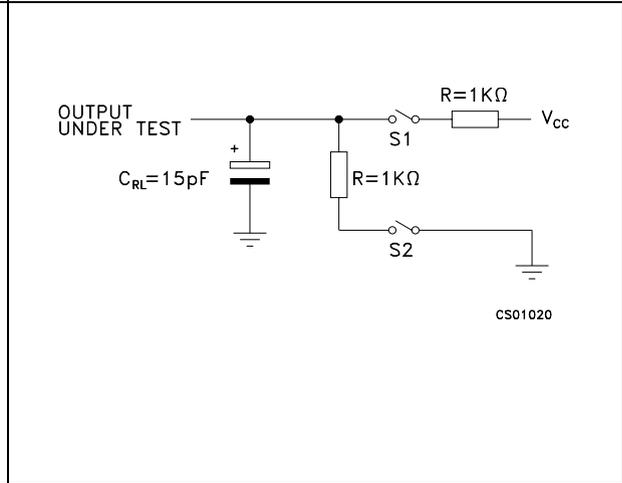 R=1KΩ
OUTPUT
UNDER TEST
V_CC
S1
+
C_RL=15pF
R=1KΩ
S2
CS01020